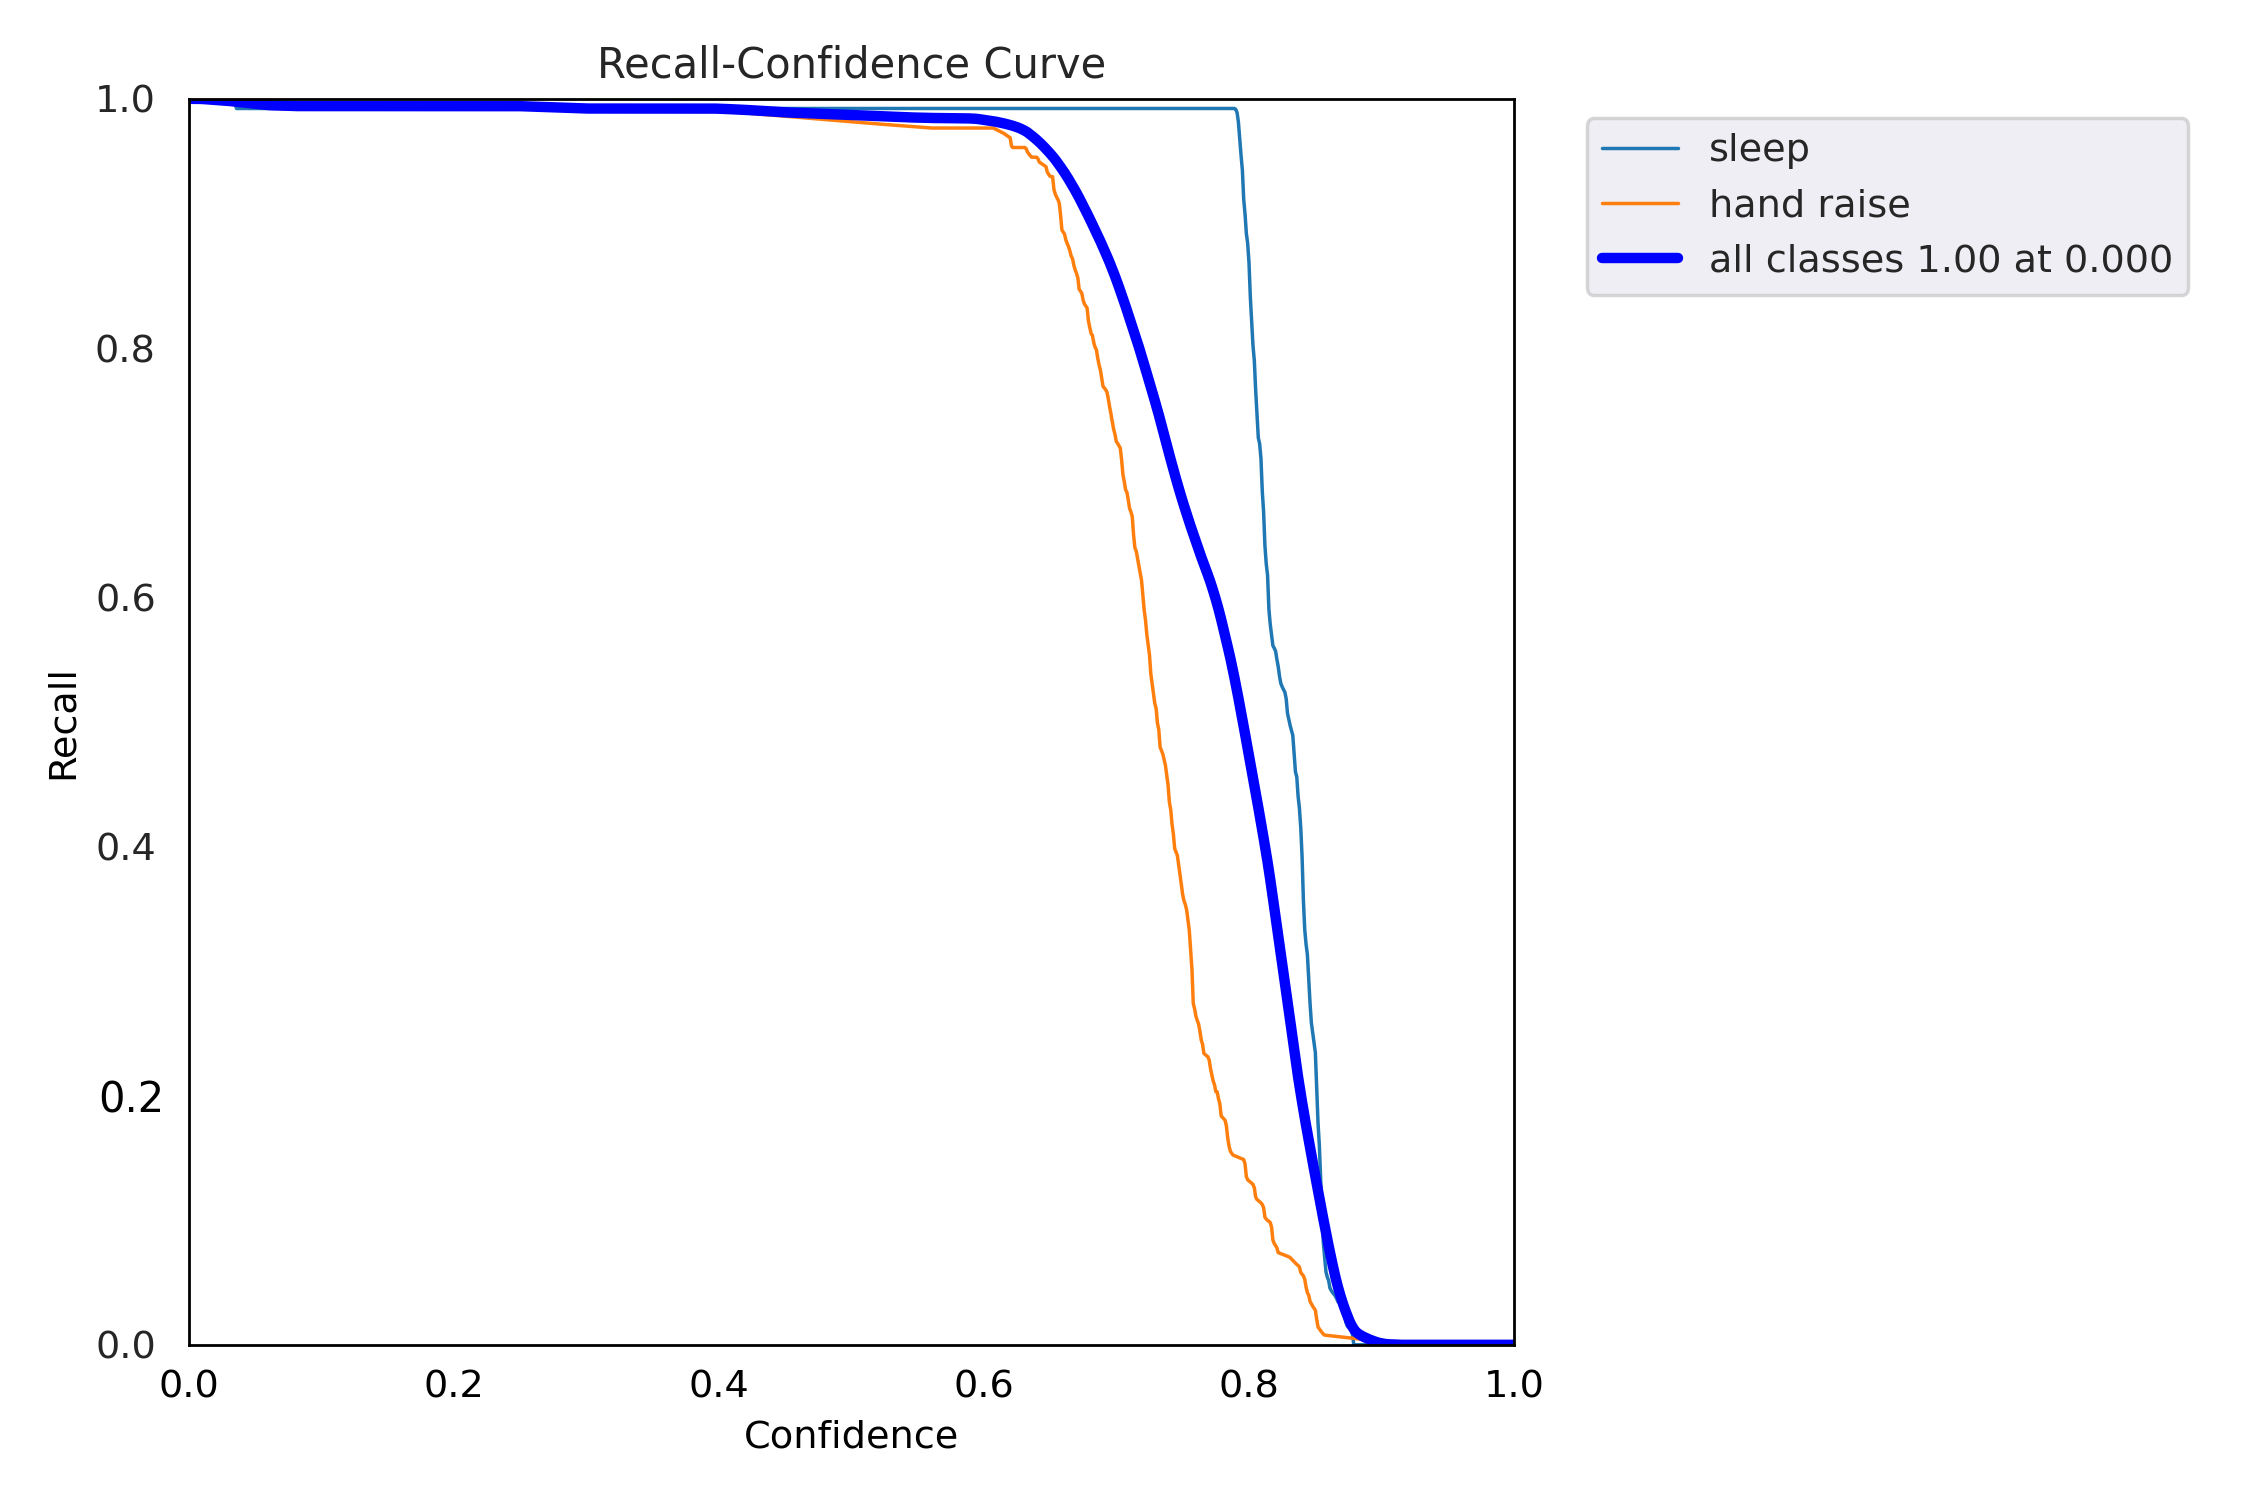 Recall-Confidence Curve
1.0
0.8
0.6
0.4
0.2
0.0
Recall
0.0 0.2 0.4 0.6 0.8 1.0
Confidence
sleep
hand raise
all classes 1.00 at 0.000